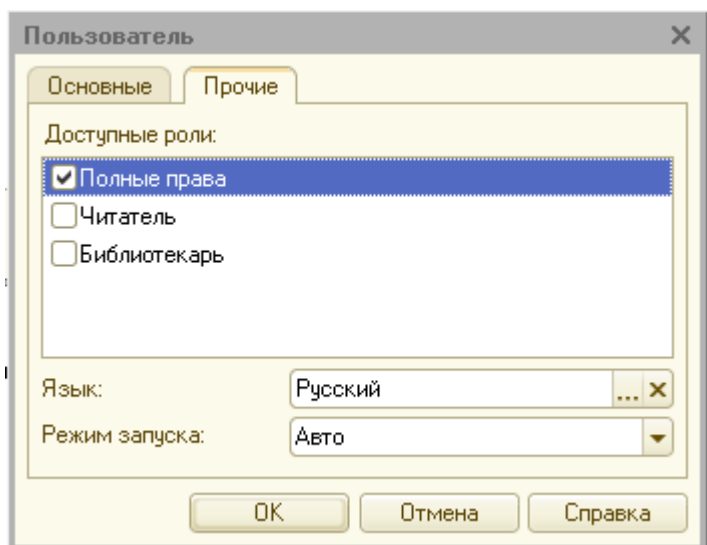 Пользователь
Основные Прочие
Доступные роли:
Полные права
Читатель
Библиотекарь
Язык: Русский ...
Режим запуска: Авто
OK Отмена Справка